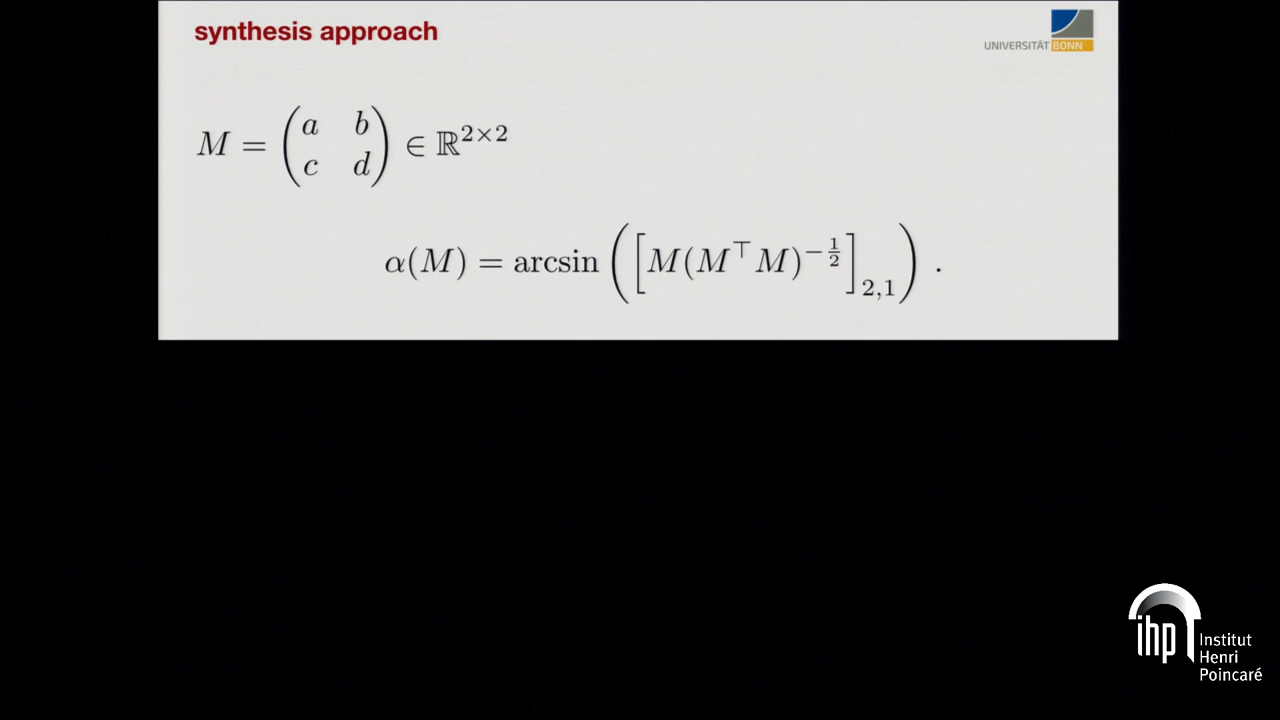 synthesis approach
UNIVERSITÄT BONN
M = \begin{pmatrix} a & b \\ c & d \end{pmatrix} \in \mathbb{R}^{2 \times 2}
\alpha(M) = \arcsin\left(\left[M(M^\top M)^{-\frac{1}{2}}\right]_{2,1}\right) .
ihp Institut
Henri
Poincaré